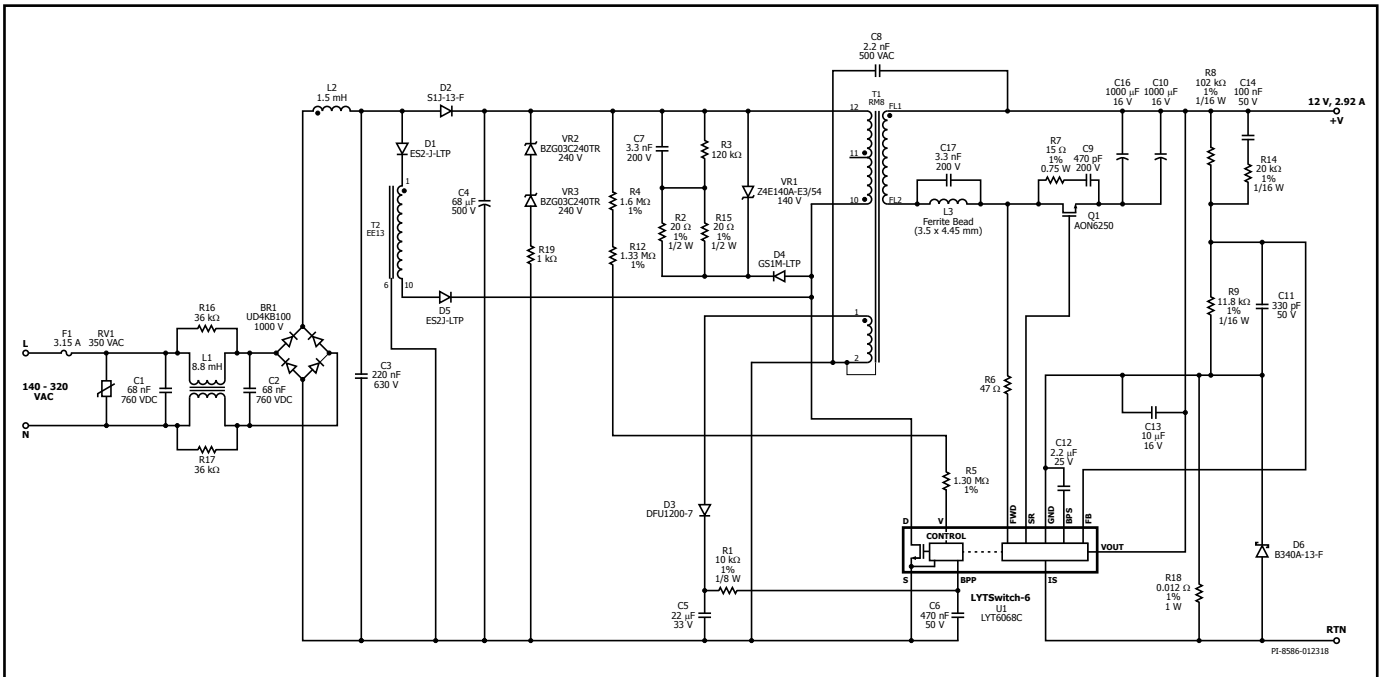 C8
2.2 nF
500 VAC
L2
1.5 mH
D2
S1J-13-F
D1
ES2-J-LTP
1
T2
EE13
6
10
D5
ES2J-LTP
C4
68 µF
500 V
VR2
BZG03C240TR
240 V
VR3
BZG03C240TR
240 V
R19
1 kΩ
R4
1.6 MΩ
1%
R12
1.33 MΩ
1%
C7
3.3 nF
200 V
R3
120 kΩ
R2
20 Ω
1%
1/2 W
R15
20 Ω
1%
1/2 W
VR1
Z4E140A-E3/54
140 V
D4
GS1M-LTP
T1
RM8
12
11
10
FL1
FL2
1
2
C17
3.3 nF
200 V
L3
Ferrite Bead
(3.5 x 4.45 mm)
R7
15 Ω
1%
0.75 W
C9
470 pF
200 V
Q1
AON6250
C16
1000 µF
16 V
C10
1000 µF
16 V
R8
102 kΩ
1%
1/16 W
C14
100 nF
50 V
R14
20 kΩ
1%
1/16 W
12 V, 2.92 A
+V
R9
11.8 kΩ
1%
1/16 W
C11
330 pF
50 V
L
F1
3.15 A
RV1
350 VAC
140 - 320
VAC
N
C1
68 nF
760 VDC
R16
36 kΩ
L1
8.8 mH
R17
36 kΩ
C2
68 nF
760 VDC
BR1
UD4KB100
1000 V
C3
220 nF
630 V
R6
47 Ω
C13
10 µF
16 V
C12
2.2 µF
25 V
R5
1.30 MΩ
1%
D3
DFU1200-7
R1
10 kΩ
1%
1/8 W
C5
22 µF
33 V
C6
470 nF
50 V
D
V
FWD
SR
GND
BPS
FB
CONTROL
VOUT
S
BPP
IS
LYTSwitch-6
U1
LYT6068C
R18
0.012 Ω
1%
1 W
D6
B340A-13-F
RTN
PI-8586-012318